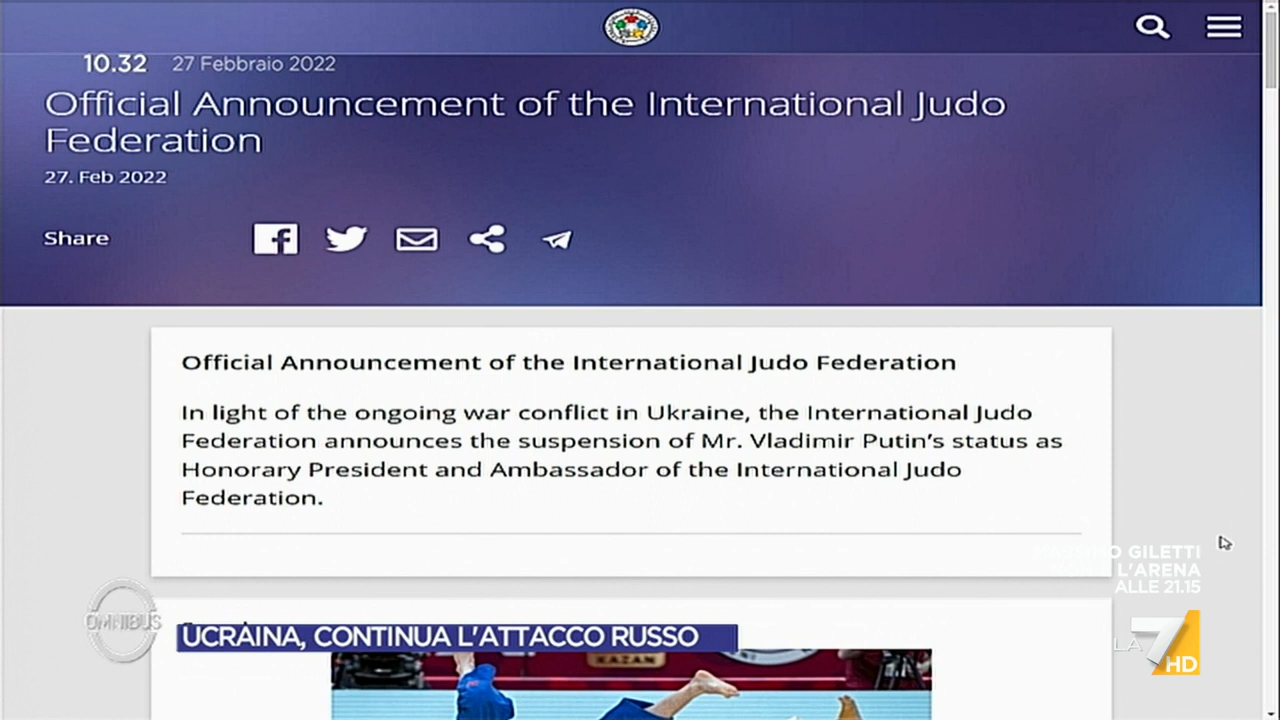 10.32 27 Febbraio 2022
Official Announcement of the International Judo
Federation
27. Feb 2022
Share
Official Announcement of the International Judo Federation
In light of the ongoing war conflict in Ukraine, the International Judo
Federation announces the suspension of Mr. Vladimir Putin’s status as
Honorary President and Ambassador of the International Judo
Federation.
GILETTI
L'ARENA
ALLE 21.15
OMNIBUS
UCRAINA, CONTINUA L'ATTACCO RUSSO
KAZAN
LA 7 HD